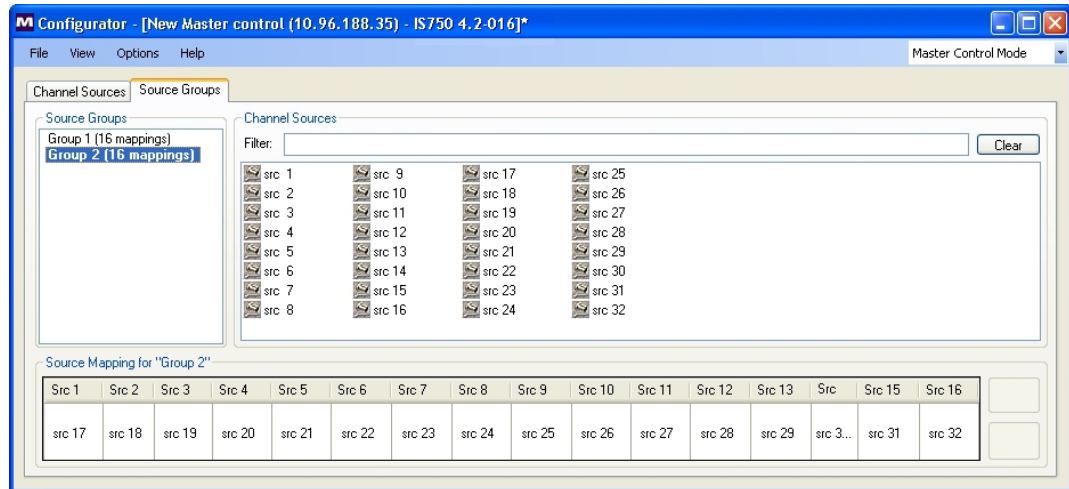 Configurator - [New Master control (10.96.188.35) - IS750 4.2-016]*
File View Options Help Master Control Mode
Channel Sources Source Groups
Source Groups
Group 1 (16 mappings)
Group 2 (16 mappings)
Channel Sources
Filter: Clear
src 1 src 9 src 17 src 25
src 2 src 10 src 18 src 26
src 3 src 11 src 19 src 27
src 4 src 12 src 20 src 28
src 5 src 13 src 21 src 29
src 6 src 14 src 22 src 30
src 7 src 15 src 23 src 31
src 8 src 16 src 24 src 32
Source Mapping for "Group 2"
Src 1 Src 2 Src 3 Src 4 Src 5 Src 6 Src 7 Src 8 Src 9 Src 10 Src 11 Src 12 Src 13 Src Src 15 Src 16
src 17 src 18 src 19 src 20 src 21 src 22 src 23 src 24 src 25 src 26 src 27 src 28 src 29 src 3... src 31 src 32